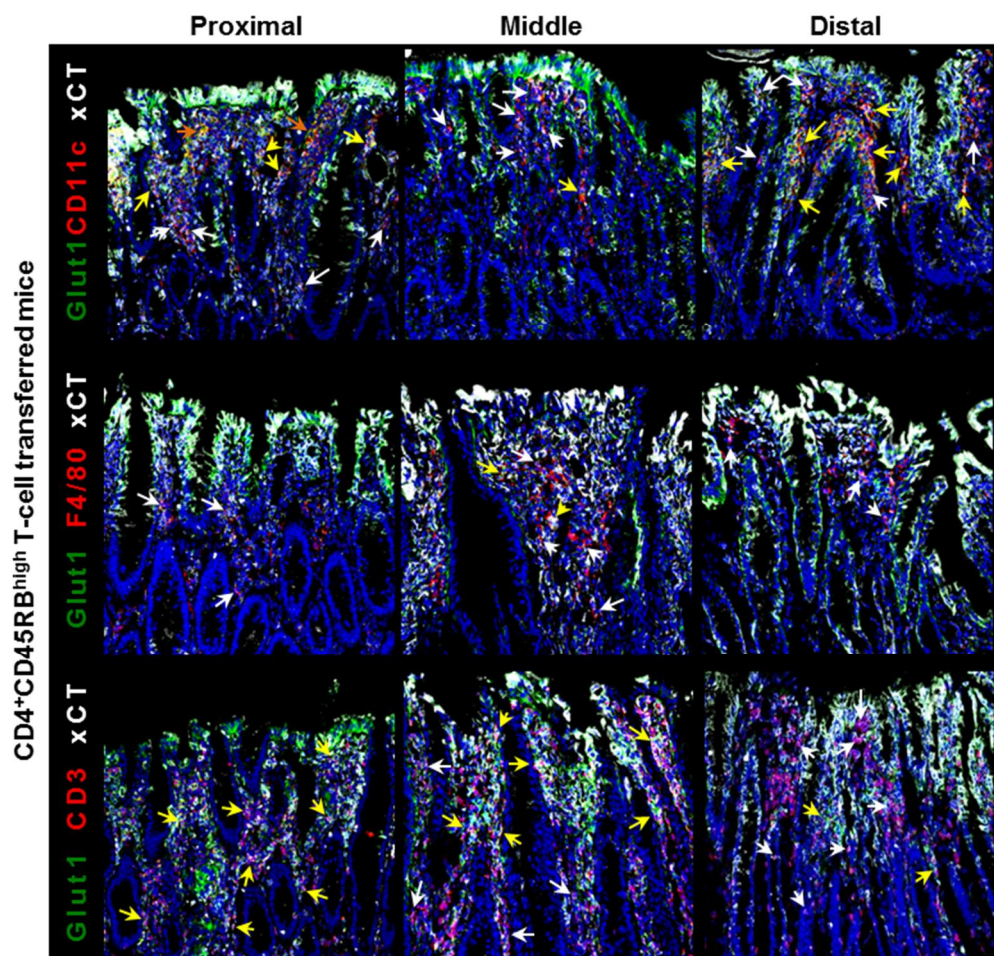 Proximal Middle Distal
CD4⁺CD45RBhigh T-cell transferred mice
Glut1 CD11c xCT
Glut1 F4/80 xCT
Glut1 CD3 xCT